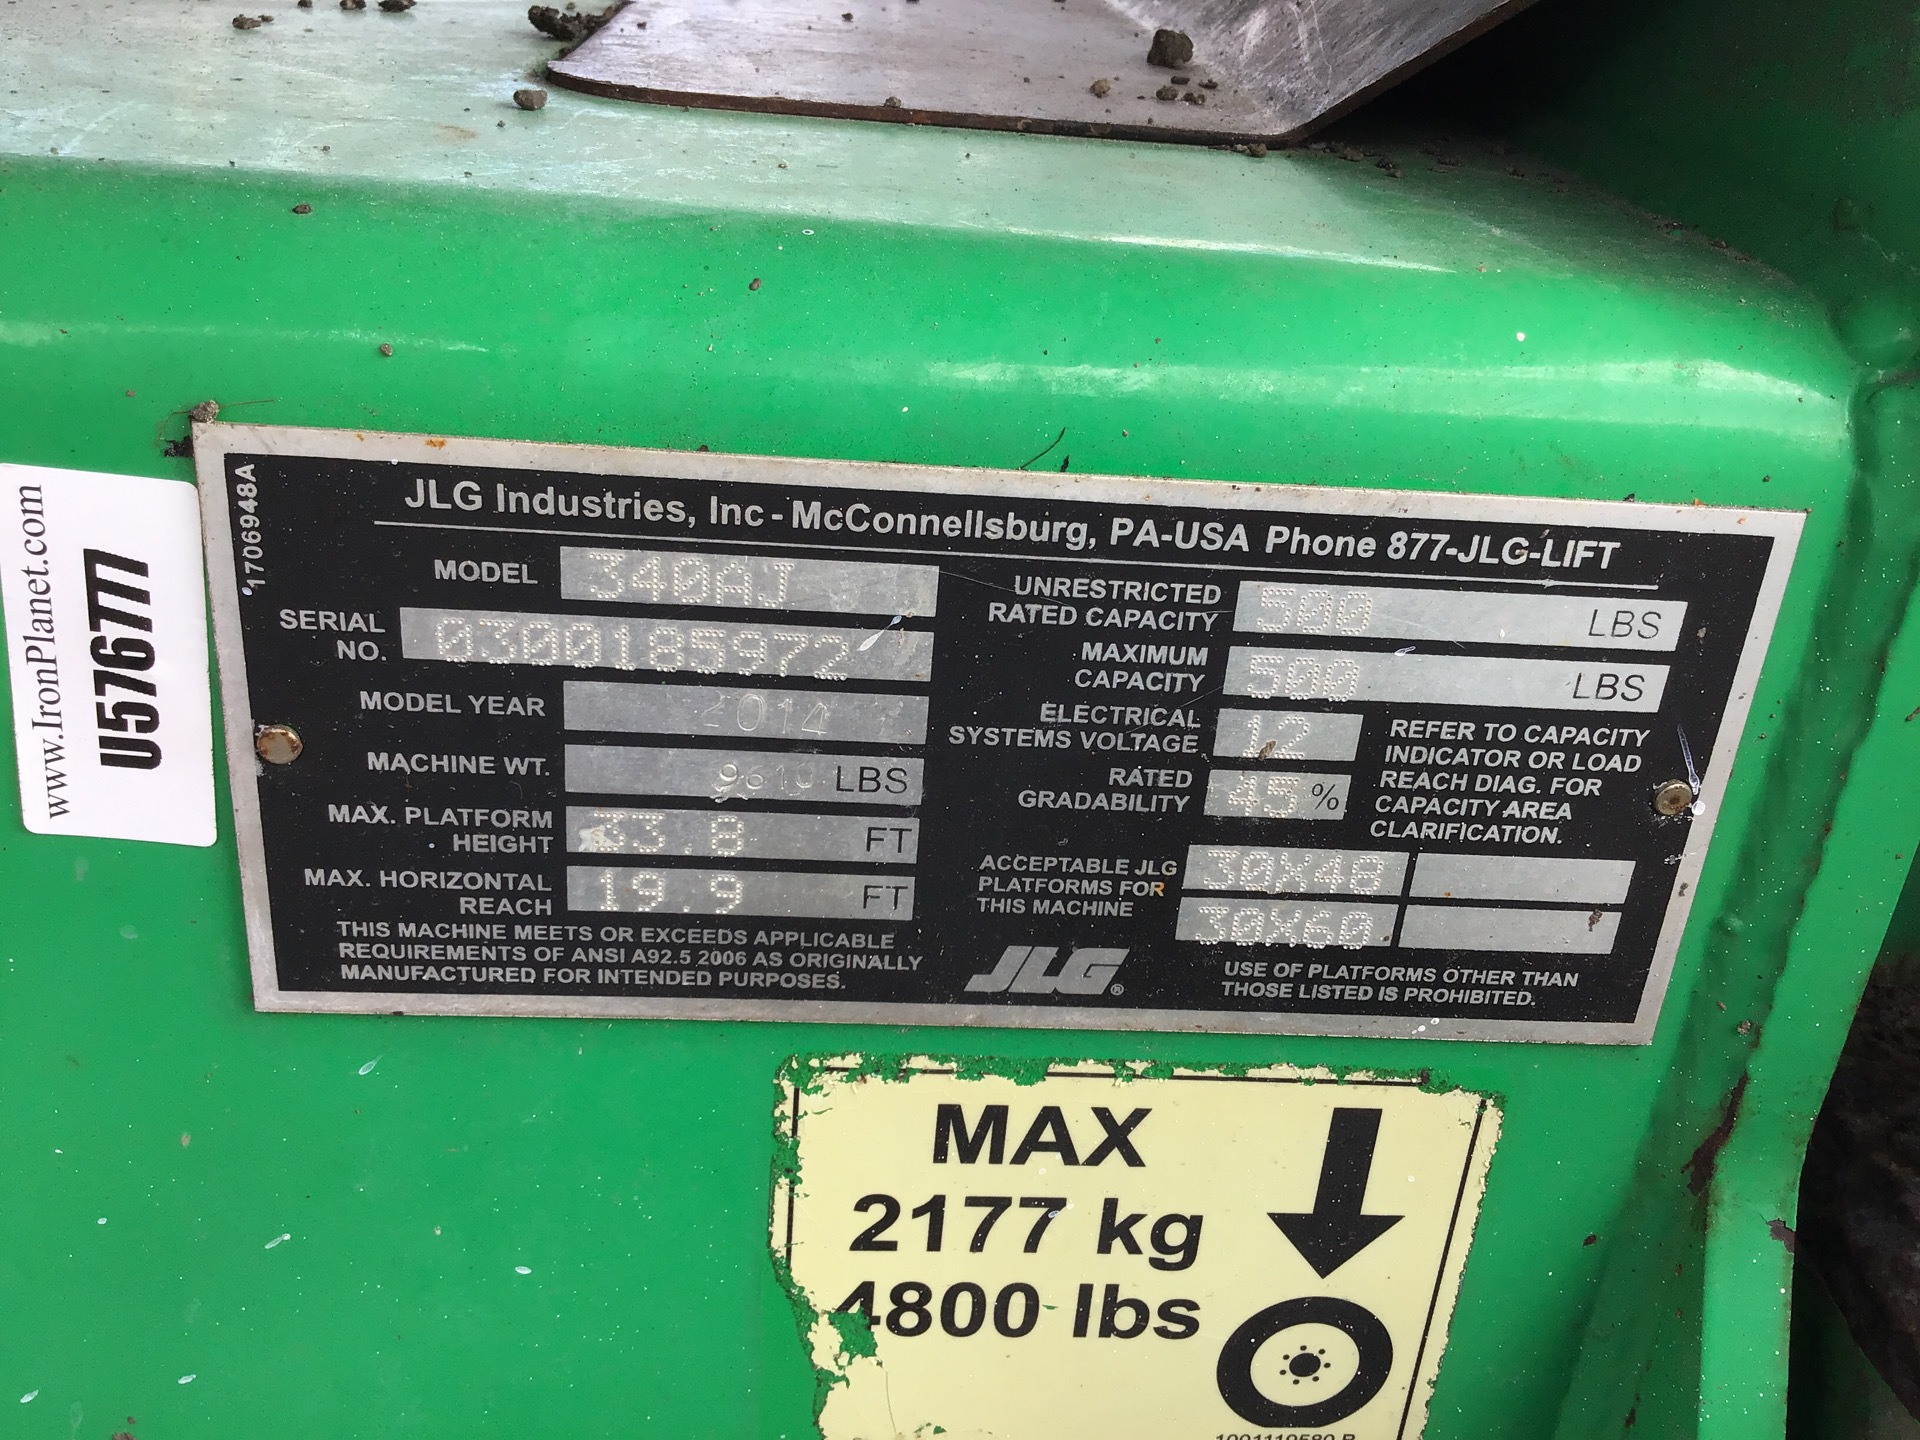 www.IronPlanet.com
U576777
1706948A
JLG Industries, Inc - McConnellsburg, PA-USA Phone 877-JLG-LIFT
MODEL 340AJ
SERIAL NO. 0300185972
MODEL YEAR 2014
MACHINE WT. 9610 LBS
MAX. PLATFORM HEIGHT 33.8 FT
MAX. HORIZONTAL REACH 19.9 FT
THIS MACHINE MEETS OR EXCEEDS APPLICABLE
REQUIREMENTS OF ANSI A92.5 2006 AS ORIGINALLY
MANUFACTURED FOR INTENDED PURPOSES.
UNRESTRICTED
RATED CAPACITY 500 LBS
MAXIMUM
CAPACITY 500 LBS
ELECTRICAL
SYSTEMS VOLTAGE 12
RATED
GRADABILITY 45 %
REFER TO CAPACITY
INDICATOR OR LOAD
REACH DIAG. FOR
CAPACITY AREA
CLARIFICATION.
ACCEPTABLE JLG
PLATFORMS FOR
THIS MACHINE
30X48
30X60
JLG®
USE OF PLATFORMS OTHER THAN
THOSE LISTED IS PROHIBITED.
MAX
2177 kg
4800 lbs